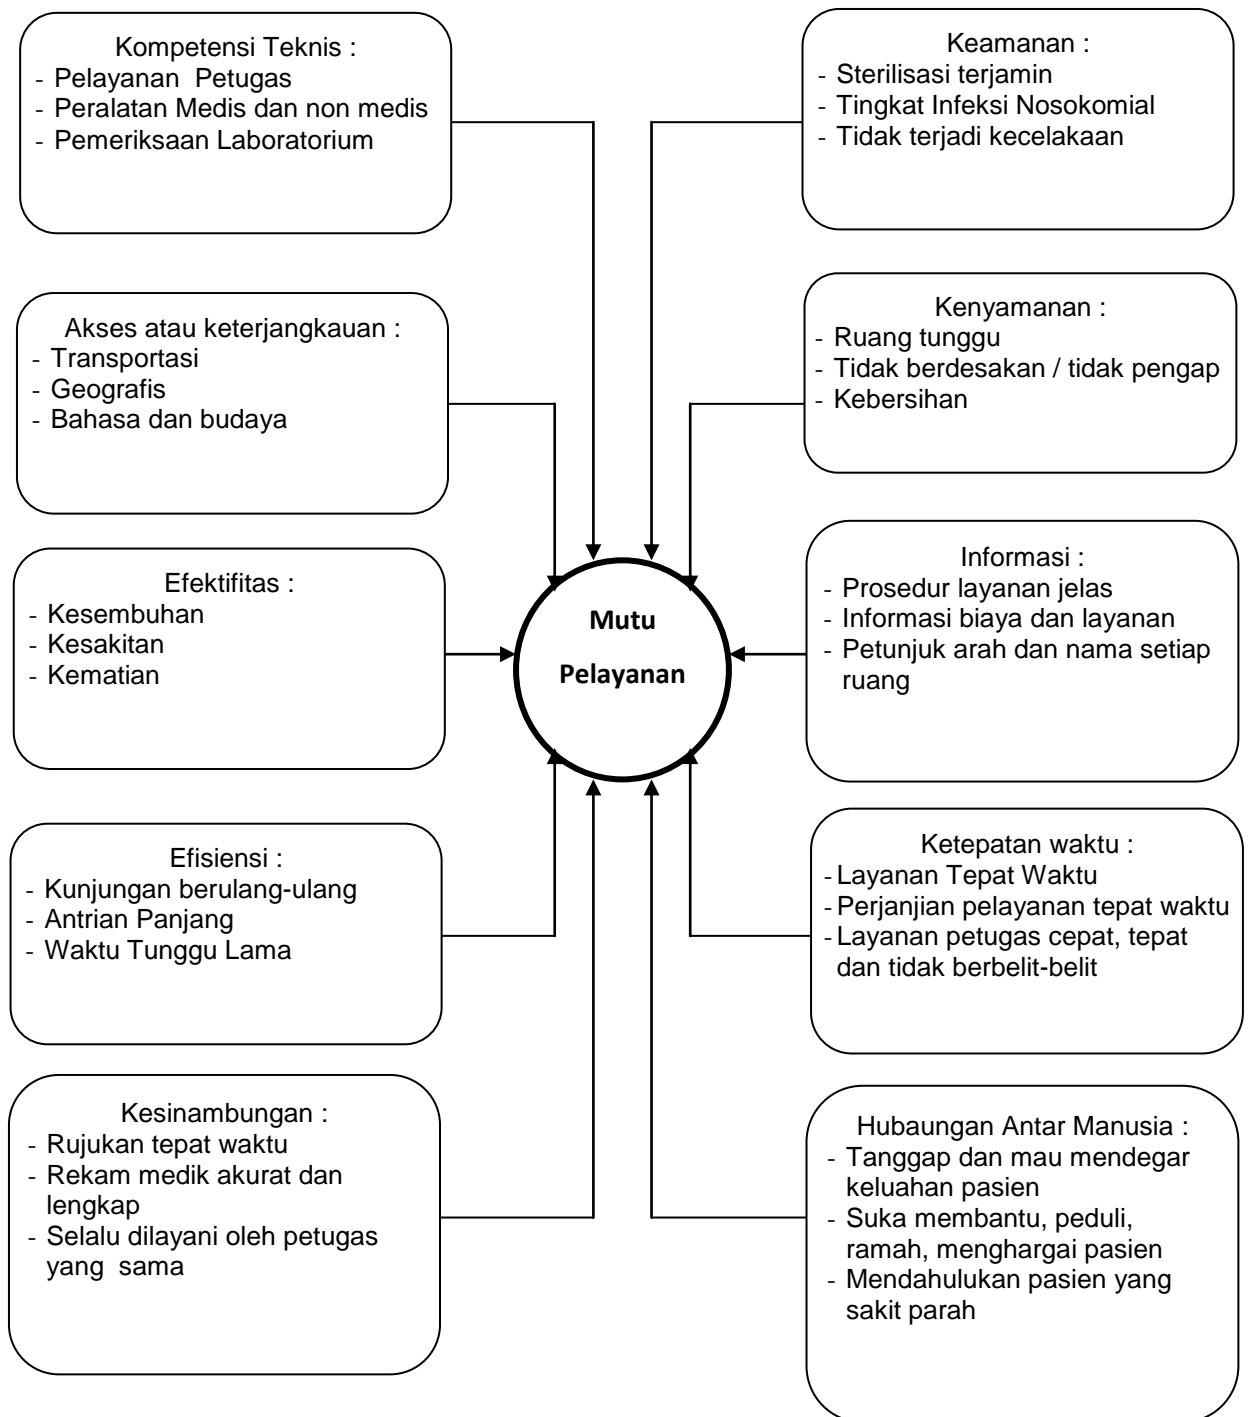 Kompetensi Teknis :
- Pelayanan Petugas
- Peralatan Medis dan non medis
- Pemeriksaan Laboratorium
Akses atau keterjangkauan :
- Transportasi
- Geografis
- Bahasa dan budaya
Efektifitas :
- Kesembuhan
- Kesakitan
- Kematian
Efisiensi :
- Kunjungan berulang-ulang
- Antrian Panjang
- Waktu Tunggu Lama
Kesinambungan :
- Rujukan tepat waktu
- Rekam medik akurat dan
lengkap
- Selalu dilayani oleh petugas
yang sama
Mutu
Pelayanan
Keamanan :
- Sterilisasi terjamin
- Tingkat Infeksi Nosokomial
- Tidak terjadi kecelakaan
Kenyamanan :
- Ruang tunggu
- Tidak berdesakan / tidak pengap
- Kebersihan
Informasi :
- Prosedur layanan jelas
- Informasi biaya dan layanan
- Petunjuk arah dan nama setiap
ruang
Ketepatan waktu :
- Layanan Tepat Waktu
- Perjanjian pelayanan tepat waktu
- Layanan petugas cepat, tepat
dan tidak berbelit-belit
Hubaungan Antar Manusia :
- Tanggap dan mau mendegar
keluahan pasien
- Suka membantu, peduli,
ramah, menghargai pasien
- Mendahulukan pasien yang
sakit parah